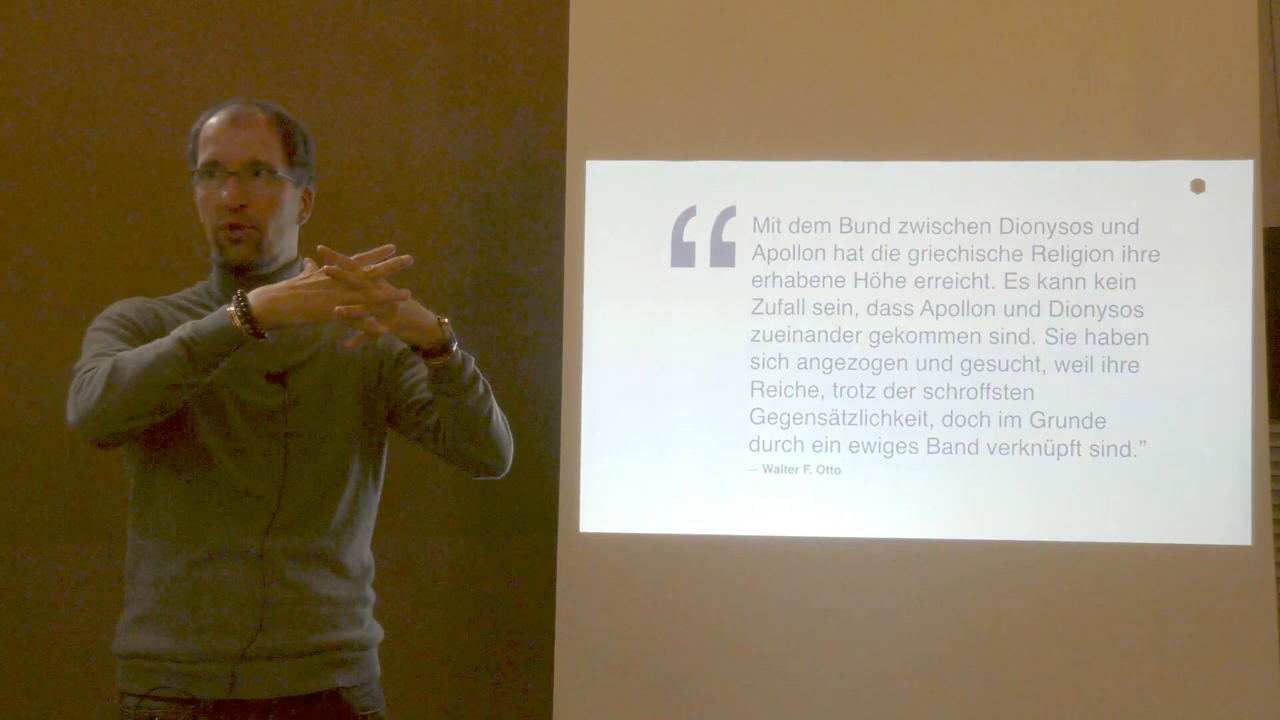 “
Mit dem Bund zwischen Dionysos und
Apollon hat die griechische Religion ihre
erhabene Höhe erreicht. Es kann kein
Zufall sein, dass Apollon und Dionysos
zueinander gekommen sind. Sie haben
sich angezogen und gesucht, weil ihre
Reiche, trotz der schroffsten
Gegensätzlichkeit, doch im Grunde
durch ein ewiges Band verknüpft sind.”
– Walter F. Otto